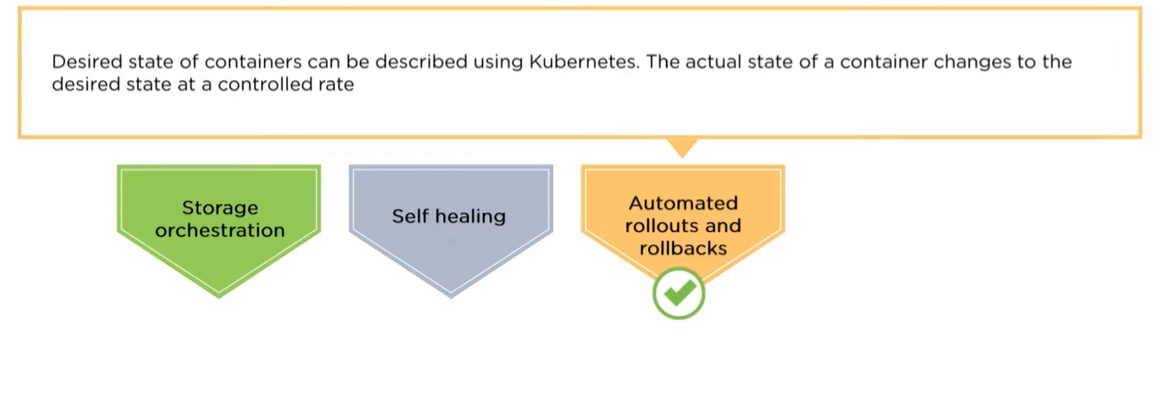 Desired state of containers can be described using Kubernetes. The actual state of a container changes to the
desired state at a controlled rate
Storage
orchestration
Self healing
Automated
rollouts and
rollbacks